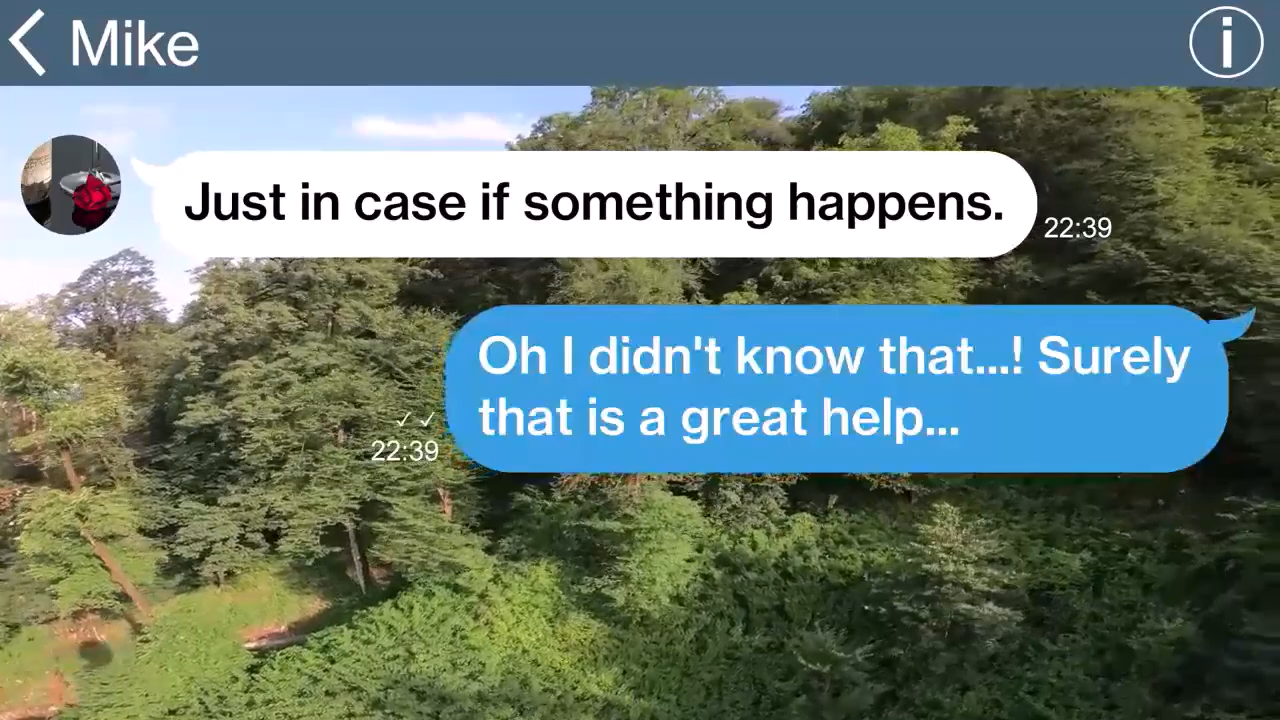 Mike
i
Just in case if something happens.
22:39
Oh I didn't know that...! Surely
that is a great help...
22:39